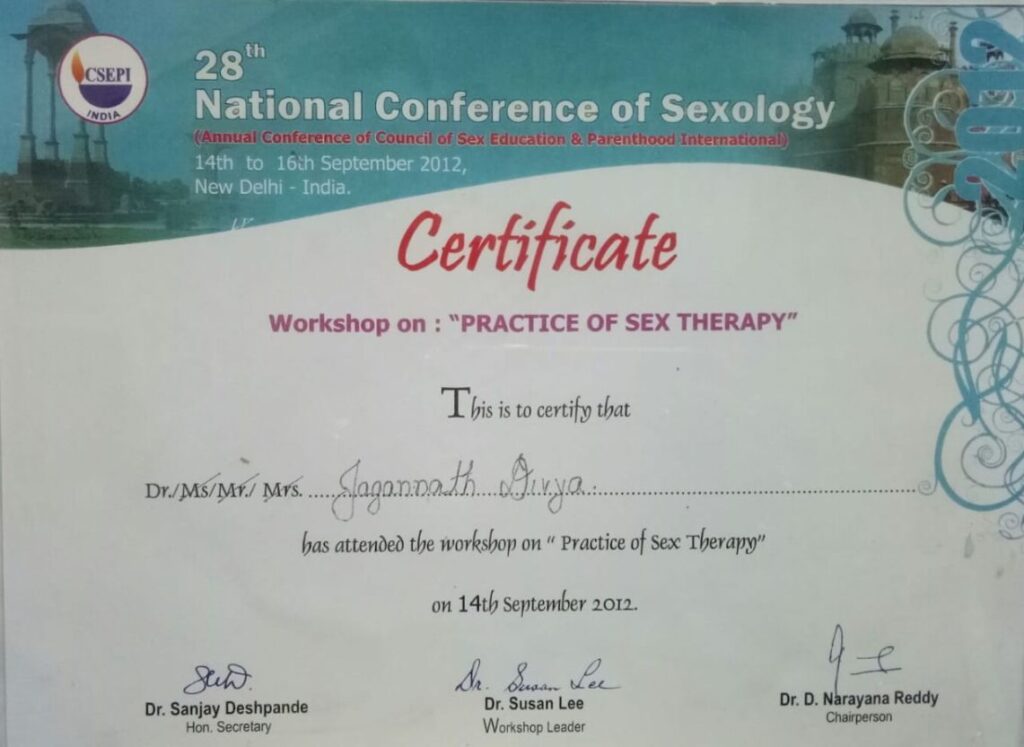 CSEPI
INDIA
28th
National Conference of Sexology
(Annual Conference of Council of Sex Education & Parenthood International)
14th to 16th September 2012,
New Delhi - India.
2012
Certificate
Workshop on : “PRACTICE OF SEX THERAPY”
This is to certify that
Dr./Ms/Mr./ Mrs. Jagannath Divya.
has attended the workshop on “ Practice of Sex Therapy”
on 14th September 2012.
Dr. Susan Lee
Dr. Sanjay Deshpande
Hon. Secretary
Dr. Susan Lee
Workshop Leader
Dr. D. Narayana Reddy
Chairperson